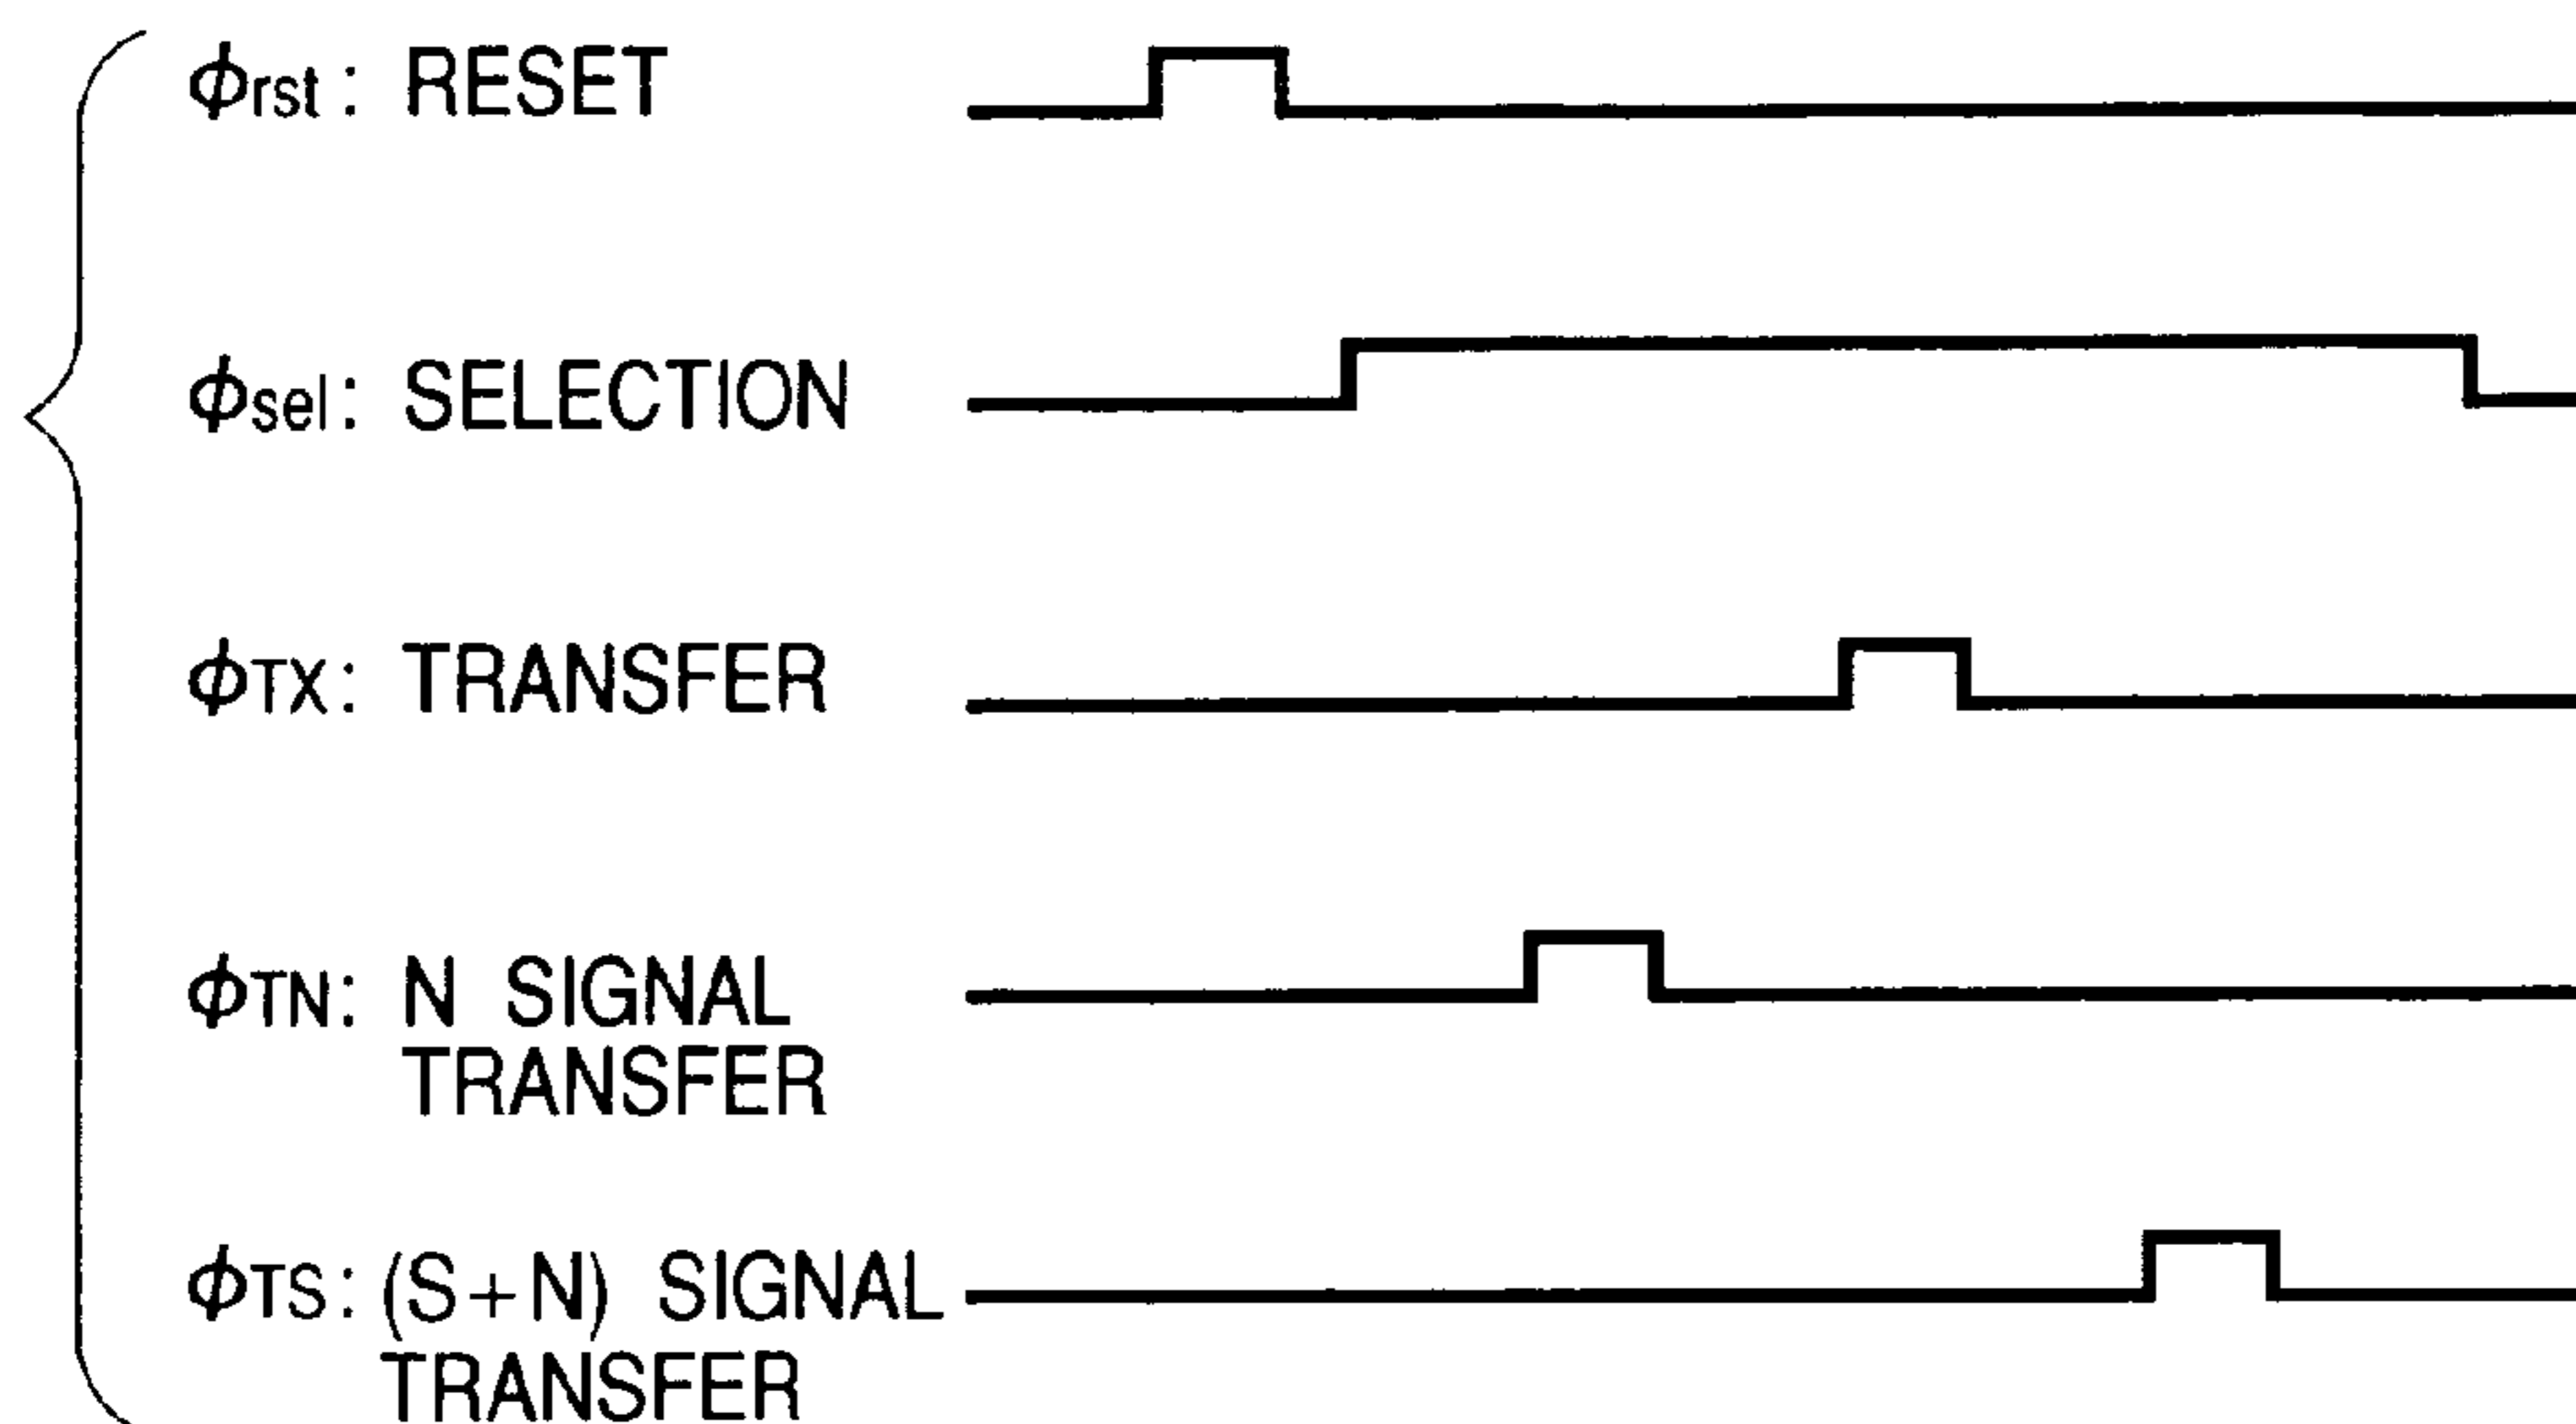 ϕrst: RESET
ϕsel: SELECTION
ϕTX: TRANSFER
ϕTN: N SIGNAL
TRANSFER
ϕTS: (S+N) SIGNAL
TRANSFER